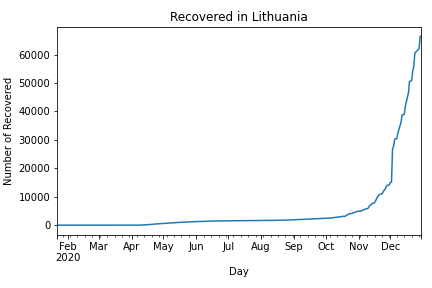 Recovered in Lithuania
Number of Recovered
60000
50000
40000
30000
20000
10000
0
Feb Mar Apr May Jun Jul Aug Sep Oct Nov Dec
2020
Day